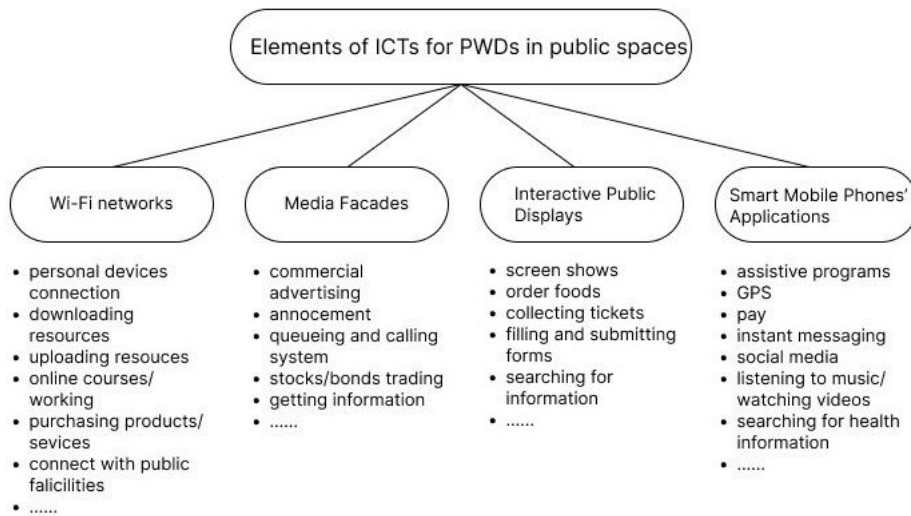 Elements of ICTs for PWDs in public spaces
Wi-Fi networks
• personal devices
connection
• downloading
resources
• uploading resouces
• online courses/
working
• purchasing products/
sevices
• connect with public
falicilities
• ......
Media Facades
• commercial
advertising
• annocement
• queueing and calling
system
• stocks/bonds trading
• getting information
• ......
Interactive Public
Displays
• screen shows
• order foods
• collecting tickets
• filling and submitting
forms
• searching for
information
• ......
Smart Mobile Phones'
Applications
• assistive programs
• GPS
• pay
• instant messaging
• social media
• listening to music/
watching videos
• searching for health
information
• ......